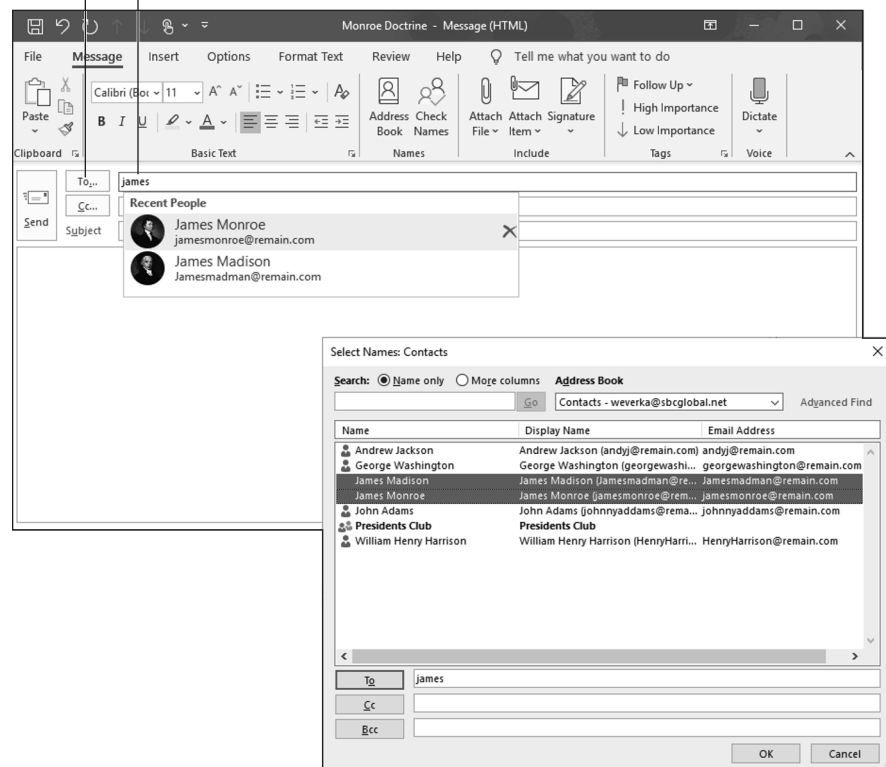 Monroe Doctrine - Message (HTML)
File Message Insert Options Format Text Review Help Tell me what you want to do
Calibri (Boc 11 A A A
Paste B I U A
Address Book Check Names
Attach File Attach Item Signature
Follow Up
High Importance
Low Importance
Dictate
Clipboard Basic Text Names Include Tags Voice
To... james
Cc...
Send
Subject
Recent People
James Monroe
jamesmonroe@remain.com
James Madison
Jamesmadman@remain.com
Select Names: Contacts
Search: Name only More columns Address Book
Go Contacts - weverka@sbcglobal.net Advanced Find
Name Display Name Email Address
Andrew Jackson Andrew Jackson (andyj@remain.com) andyj@remain.com
George Washington George Washington (georgewashi... georgewashington@remain.com
James Madison James Madison (Jamesmadman@re... Jamesmadman@remain.com
James Monroe James Monroe (jamesmonroe@rem... jamesmonroe@remain.com
John Adams John Adams (johnnyaddams@rema... johnnyaddams@remain.com
Presidents Club Presidents Club
William Henry Harrison William Henry Harrison (HenryHarri... HenryHarrison@remain.com
To james
Cc
Bcc
OK Cancel